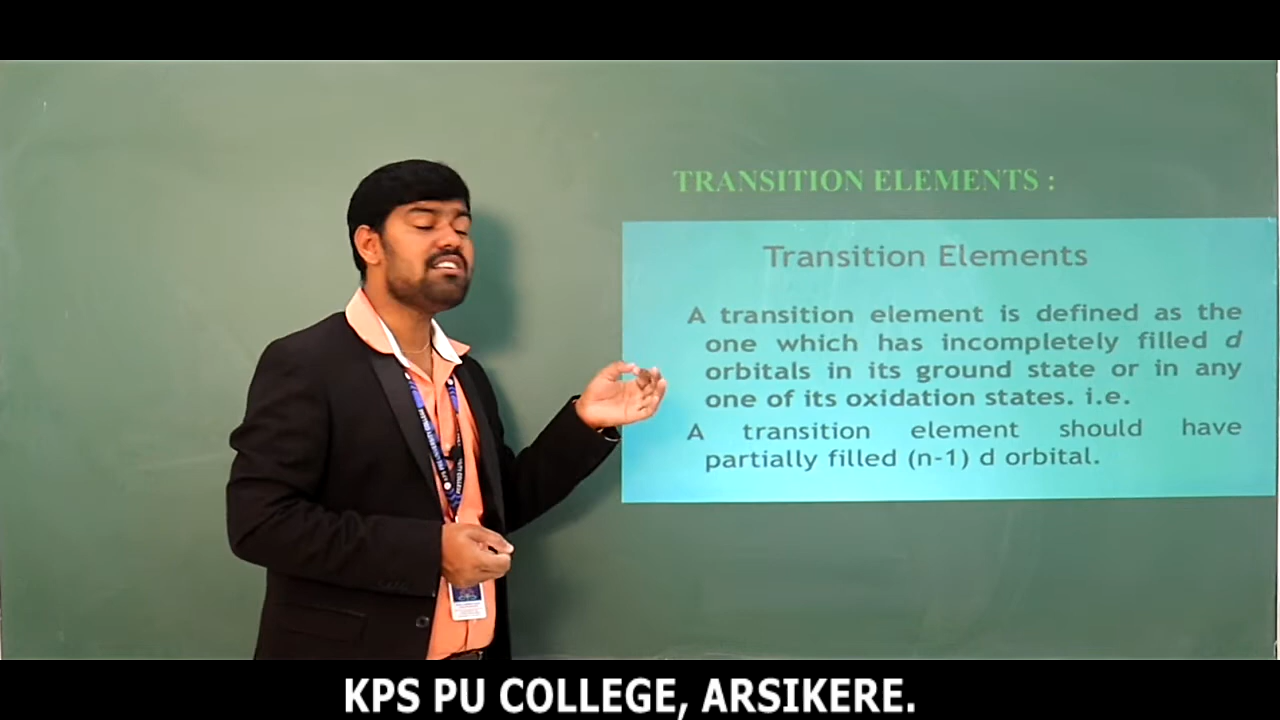 TRANSITION ELEMENTS :
Transition Elements
A transition element is defined as the
one which has incompletely filled d
orbitals in its ground state or in any
one of its oxidation states. i.e.
A transition element should have
partially filled (n-1) d orbital.
KPS PU COLLEGE, ARSIKERE.